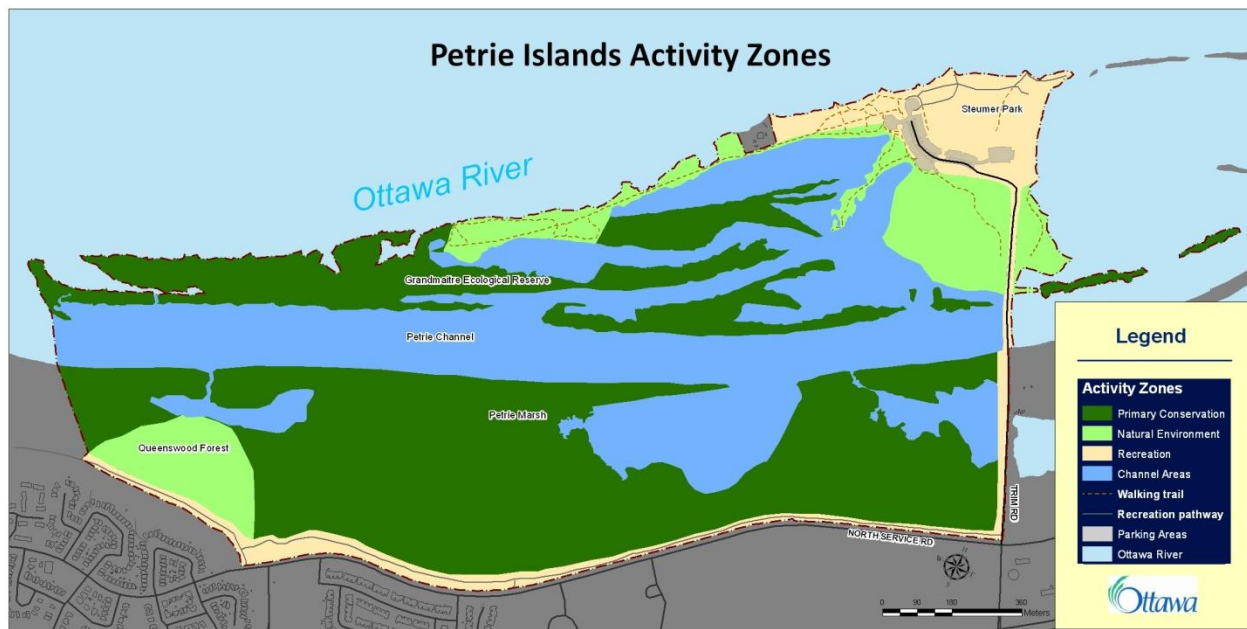 Petrie Islands Activity Zones
Steumer Park
Ottawa River
Grandmaitre Ecological Reserve
Petrie Channel
Petrie Marsh
Queenswood Forest
TRIM RD
NORTH SERVICE RD
0 90 180 360
Meters
Legend
Activity Zones
Primary Conservation
Natural Environment
Recreation
Channel Areas
Walking trail
Recreation pathway
Parking Areas
Ottawa River
Ottawa